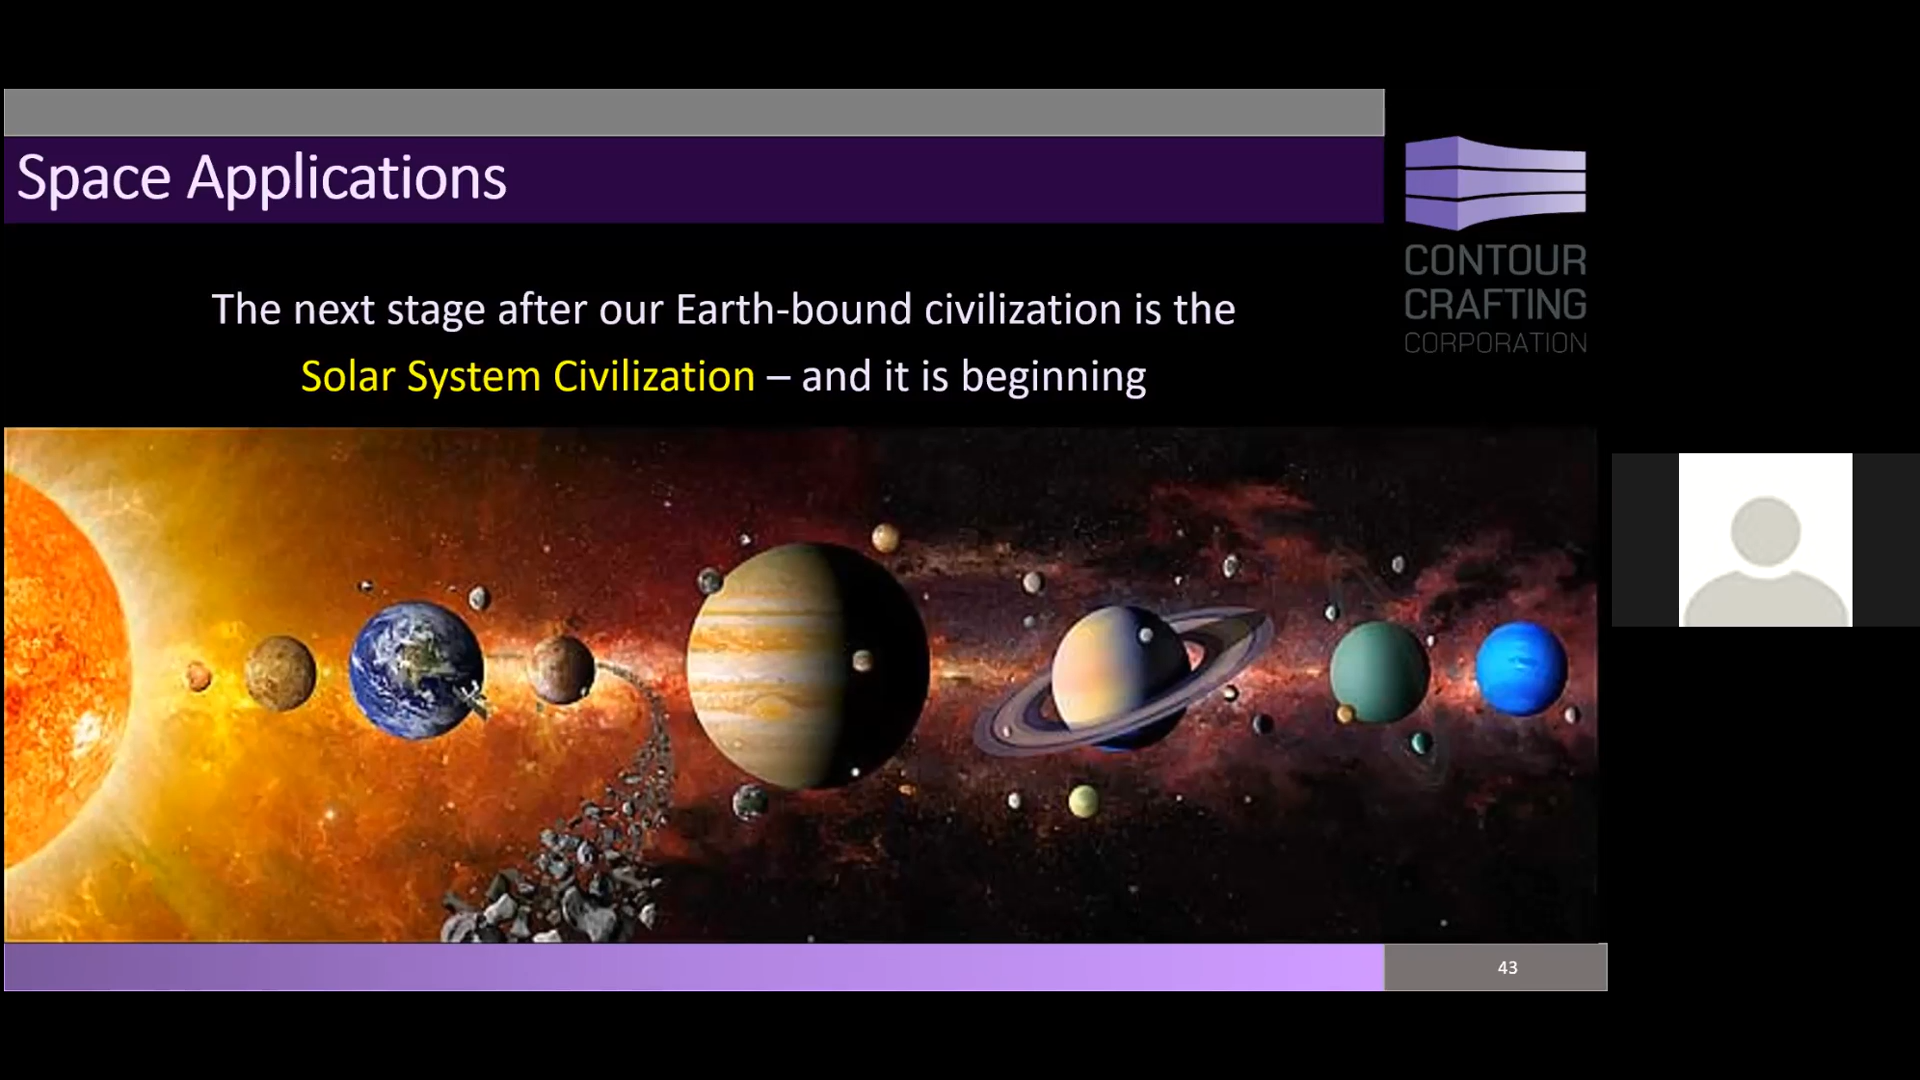 Space Applications
The next stage after our Earth-bound civilization is the
Solar System Civilization – and it is beginning
CONTOUR
CRAFTING
CORPORATION
43